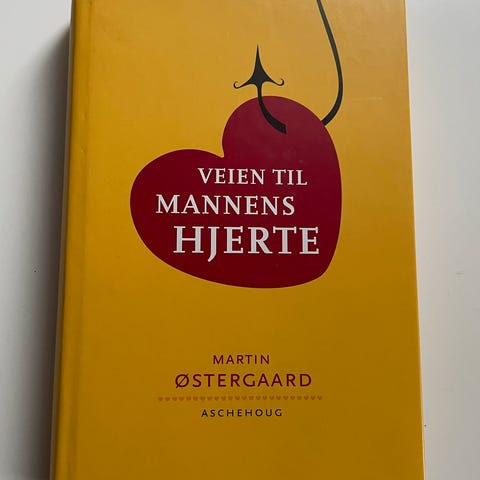 VEIEN TIL
MANNENS
HJERTE
MARTIN
ØSTERGAARD
ASCHEHOUG